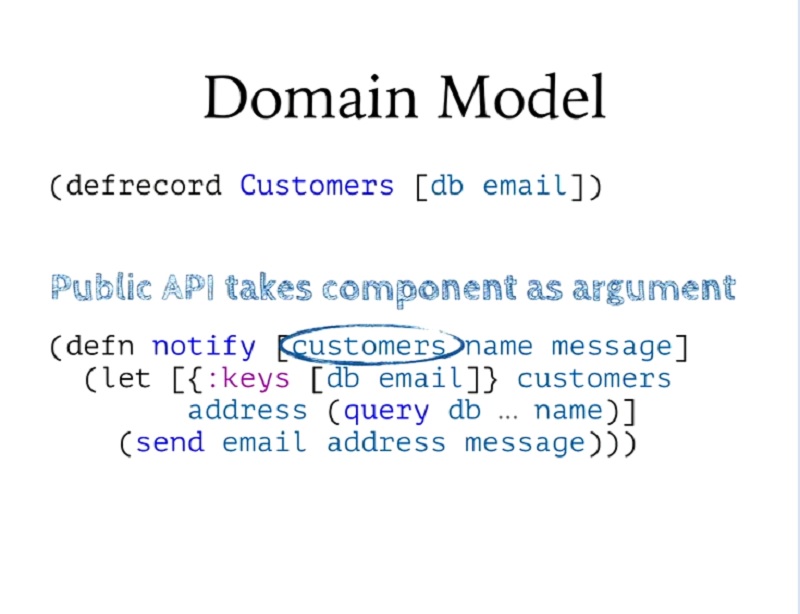 Domain Model
(defrecord Customers [db email])
Public API takes component as argument
(defn notify [customers name message]
(let [{:keys [db email]} customers
address (query db … name)]
(send email address message)))